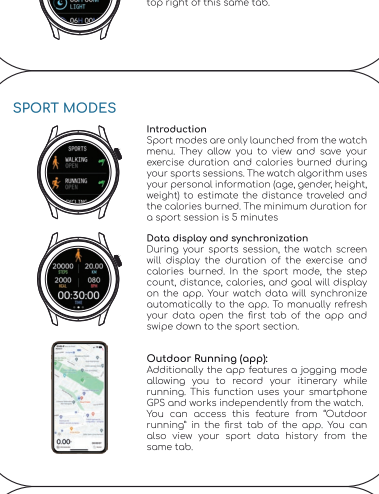 LIGHT
top right of this same tab.
SPORT MODES
SPORTS
WALKING
OPEN
RUNNING
OPEN
Introduction
Sport modes are only launched from the watch
menu. They allow you to view and save your
exercise duration and calories burned during
your sports sessions. The watch algorithm uses
your personal information (age, gender, height,
weight) to estimate the distance traveled and
the calories burned. The minimum duration for
a sport session is 5 minutes
20000
STEPS
20.00
KM
2000
KCAL
080
BPM
00:30:00
Data display and synchronization
During your sports session, the watch screen
will display the duration of the exercise and
calories burned. In the sport mode, the step
count, distance, calories, and goal will display
on the app. Your watch data will synchronize
automatically to the app. To manually refresh
your data open the first tab of the app and
swipe down to the sport section.
0.00
Outdoor Running (app):
Additionally the app features a jogging mode
allowing you to record your itinerary while
running. This function uses your smartphone
GPS and works independently from the watch.
You can access this feature from “Outdoor
running” in the first tab of the app. You can
also view your sport data history from the
same tab.